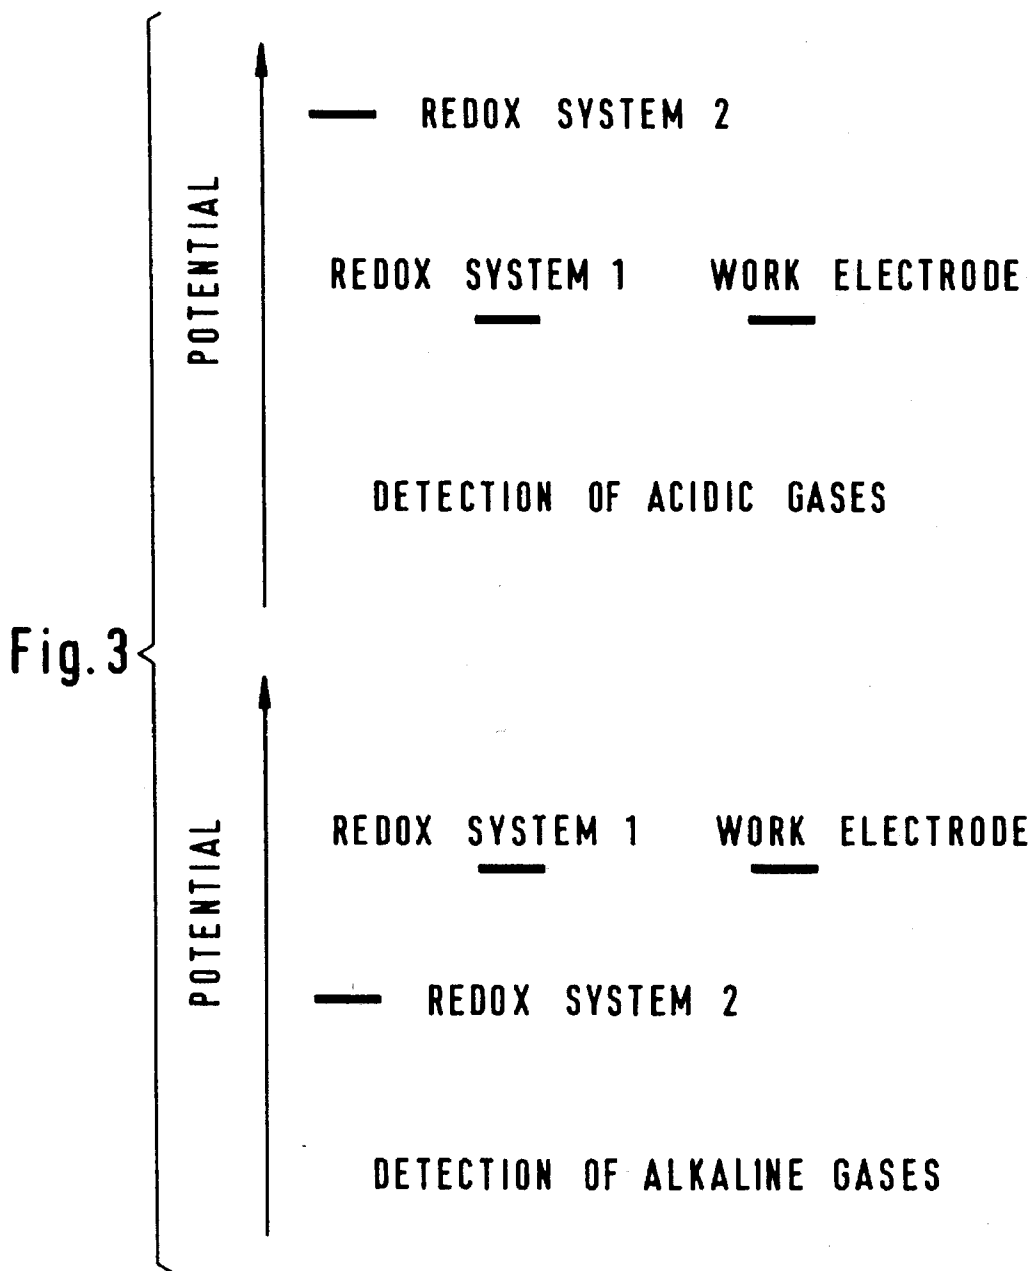 REDOX SYSTEM 2
POTENTIAL
REDOX SYSTEM 1 WORK ELECTRODE
DETECTION OF ACIDIC GASES
Fig. 3
REDOX SYSTEM 1 WORK ELECTRODE
POTENTIAL
REDOX SYSTEM 2
DETECTION OF ALKALINE GASES